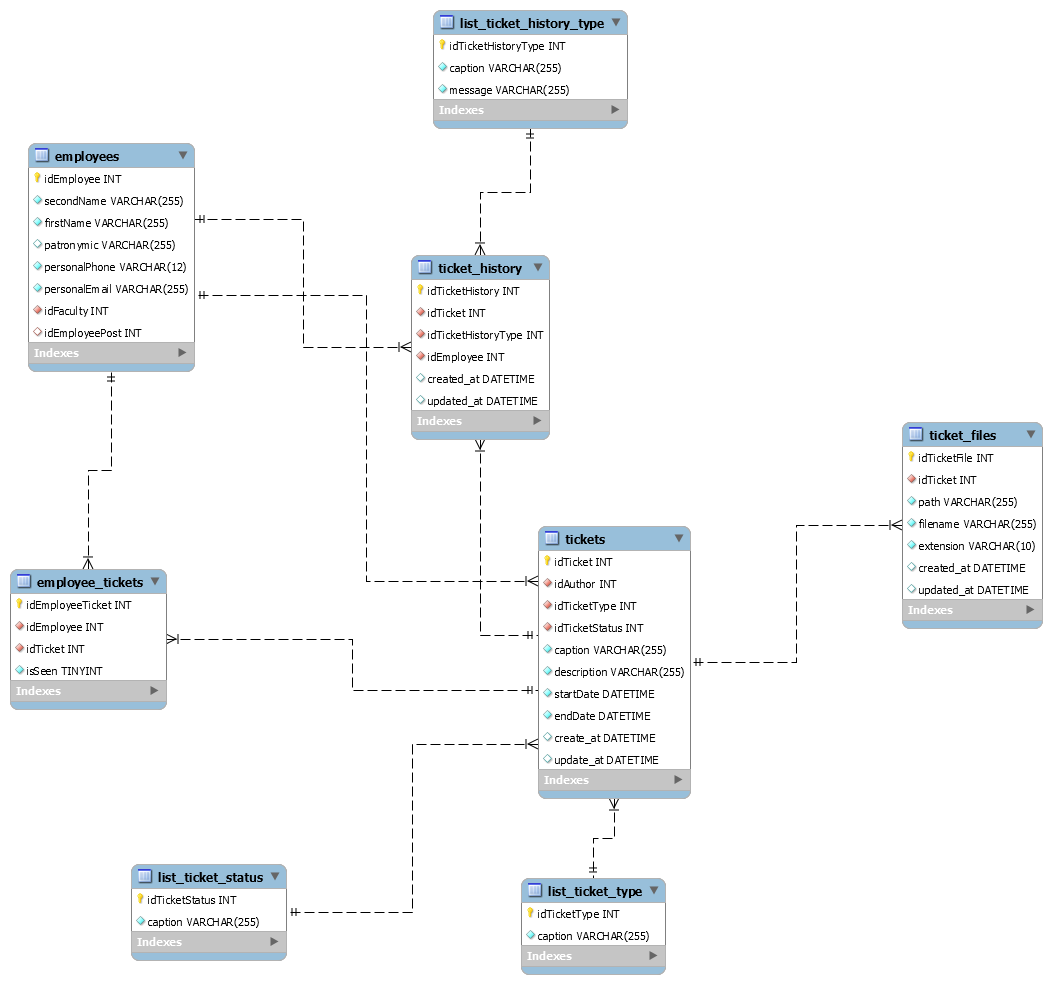 list_ticket_history_type
idTicketHistoryType INT
caption VARCHAR(255)
message VARCHAR(255)
Indexes
employees
idEmployee INT
secondName VARCHAR(255)
firstName VARCHAR(255)
patronymic VARCHAR(255)
personalPhone VARCHAR(12)
personalEmail VARCHAR(255)
idFaculty INT
idEmployeePost INT
Indexes
ticket_history
idTicketHistory INT
idTicket INT
idTicketHistoryType INT
idEmployee INT
created_at DATETIME
updated_at DATETIME
Indexes
ticket_files
idTicketFile INT
idTicket INT
path VARCHAR(255)
filename VARCHAR(255)
extension VARCHAR(10)
created_at DATETIME
updated_at DATETIME
Indexes
tickets
idTicket INT
idAuthor INT
idTicketType INT
idTicketStatus INT
caption VARCHAR(255)
description VARCHAR(255)
startDate DATETIME
endDate DATETIME
create_at DATETIME
update_at DATETIME
Indexes
employee_tickets
idEmployeeTicket INT
idEmployee INT
idTicket INT
isSeen TINYINT
Indexes
list_ticket_status
idTicketStatus INT
caption VARCHAR(255)
Indexes
list_ticket_type
idTicketType INT
caption VARCHAR(255)
Indexes